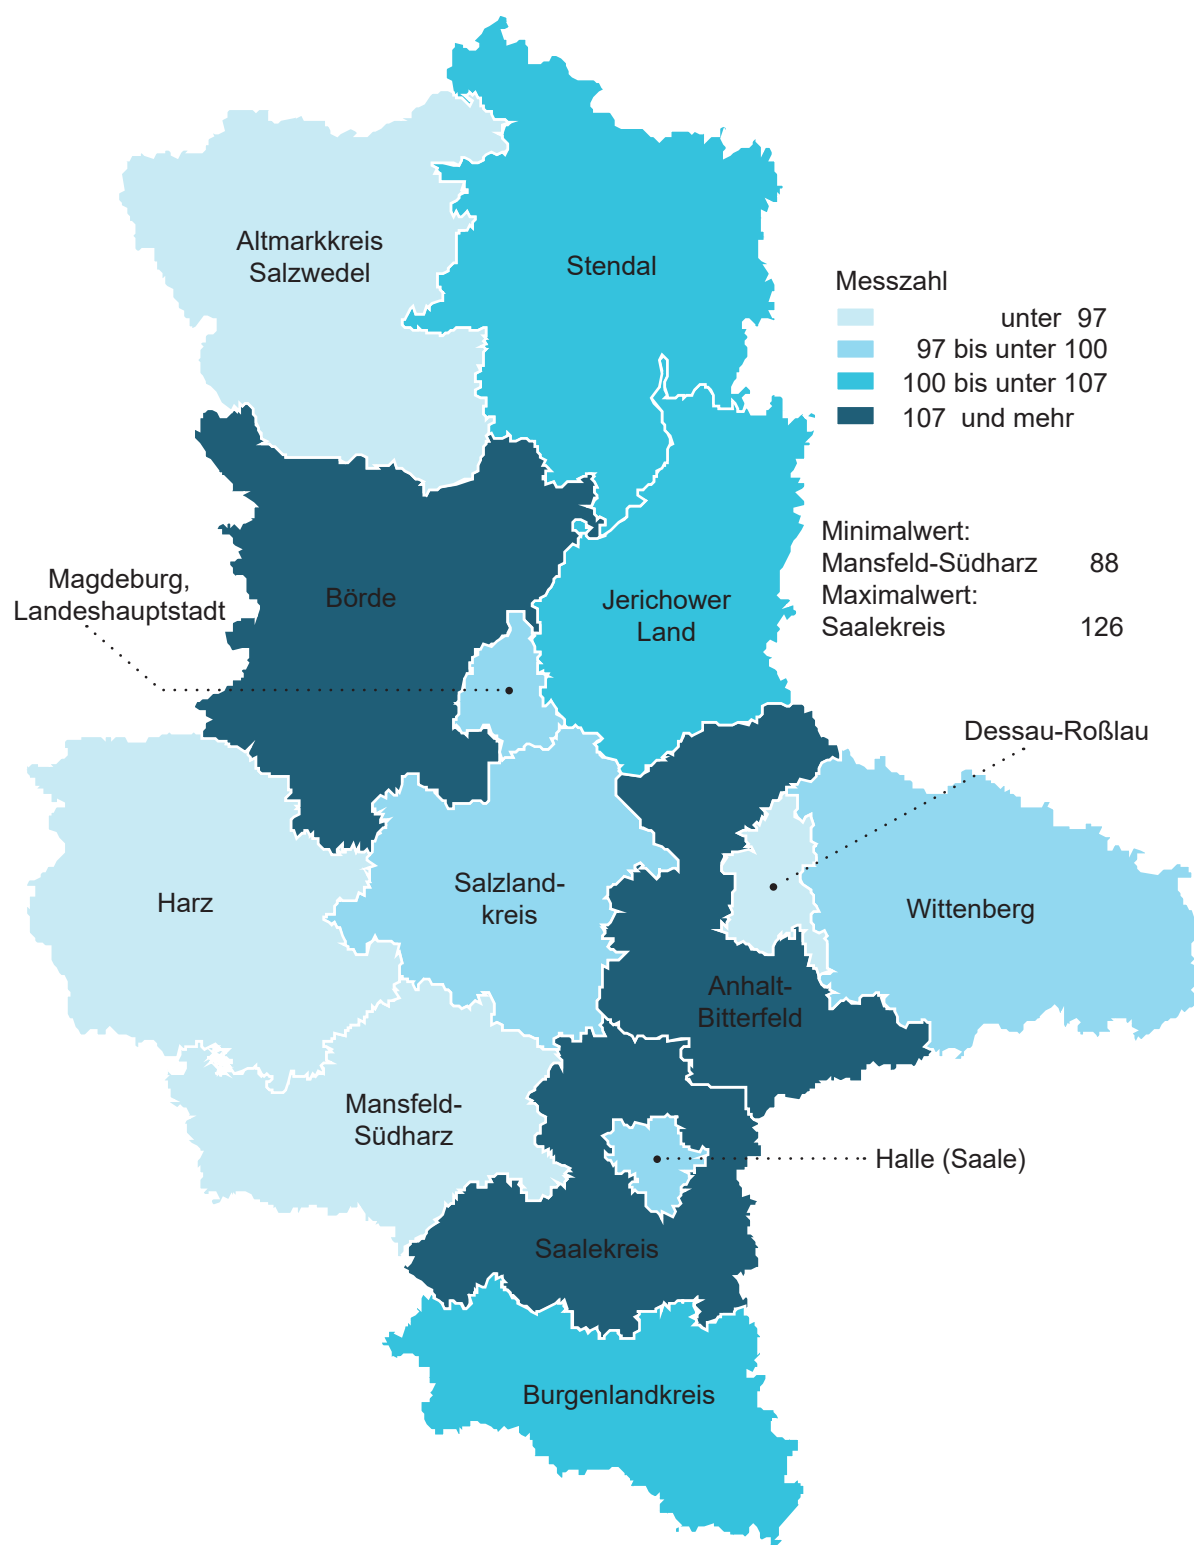 Altmarkkreis
Salzwedel
Stendal
Messzahl
unter 97
97 bis unter 100
100 bis unter 107
107 und mehr
Minimalwert:
Mansfeld-Südharz 88
Maximalwert:
Saalekreis 126
Magdeburg,
Landeshauptstadt
Börde
Jerichower
Land
Dessau-Roßlau
Harz
Salzland-
kreis
Wittenberg
Anhalt-
Bitterfeld
Mansfeld-
Südharz
Halle (Saale)
Saalekreis
Burgenlandkreis